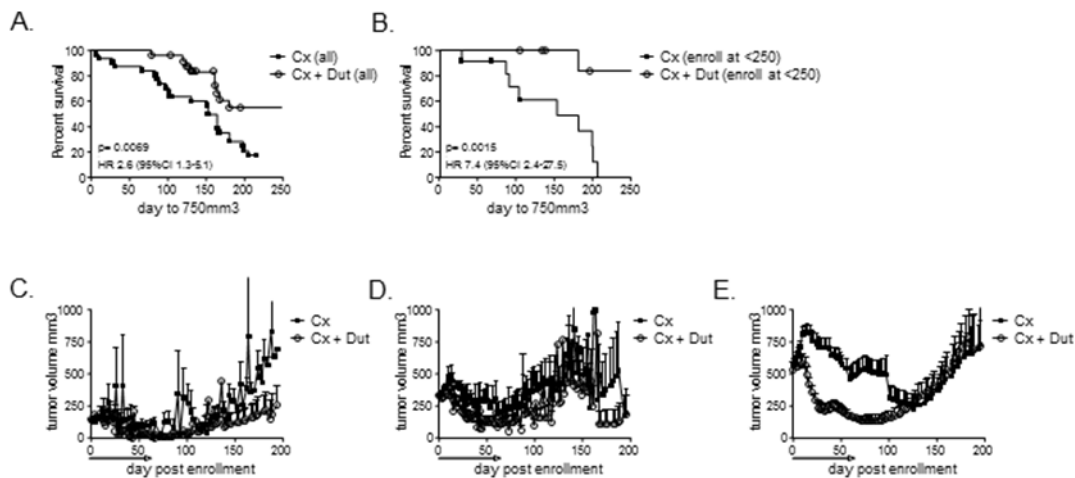 A.
Percent survival
100
80
60
40
20
0
p= 0.0069
HR 2.6 (95%CI 1.3-5.1)
0 50 100 150 200 250
day to 750mm3
Cx (all)
Cx + Dut (all)
B.
Percent survival
100
80
60
40
20
0
p= 0.0015
HR 7.4 (95%CI 2.4-27.5)
0 50 100 150 200 250
day to 750mm3
Cx (enroll at <250)
Cx + Dut (enroll at <250)
C.
tumor volume mm3
1000
750
500
250
0
0 50 100 150 200
day post enrollment
Cx
Cx + Dut
D.
tumor volume mm3
1000
750
500
250
0
0 50 100 150 200
day post enrollment
Cx
Cx + Dut
E.
tumor volume mm3
1000
750
500
250
0
0 50 100 150 200
day post enrollment
Cx
Cx + Dut